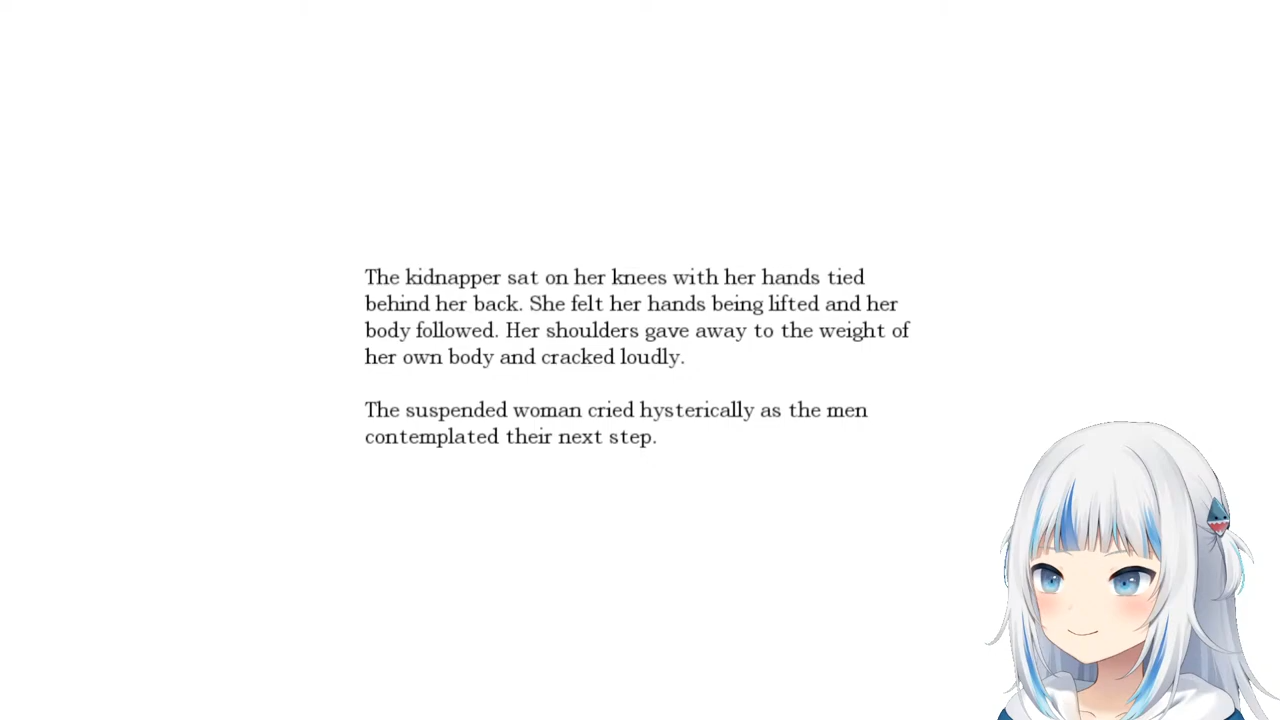 The kidnapper sat on her knees with her hands tied
behind her back. She felt her hands being lifted and her
body followed. Her shoulders gave away to the weight of
her own body and cracked loudly.
The suspended woman cried hysterically as the men
contemplated their next step.